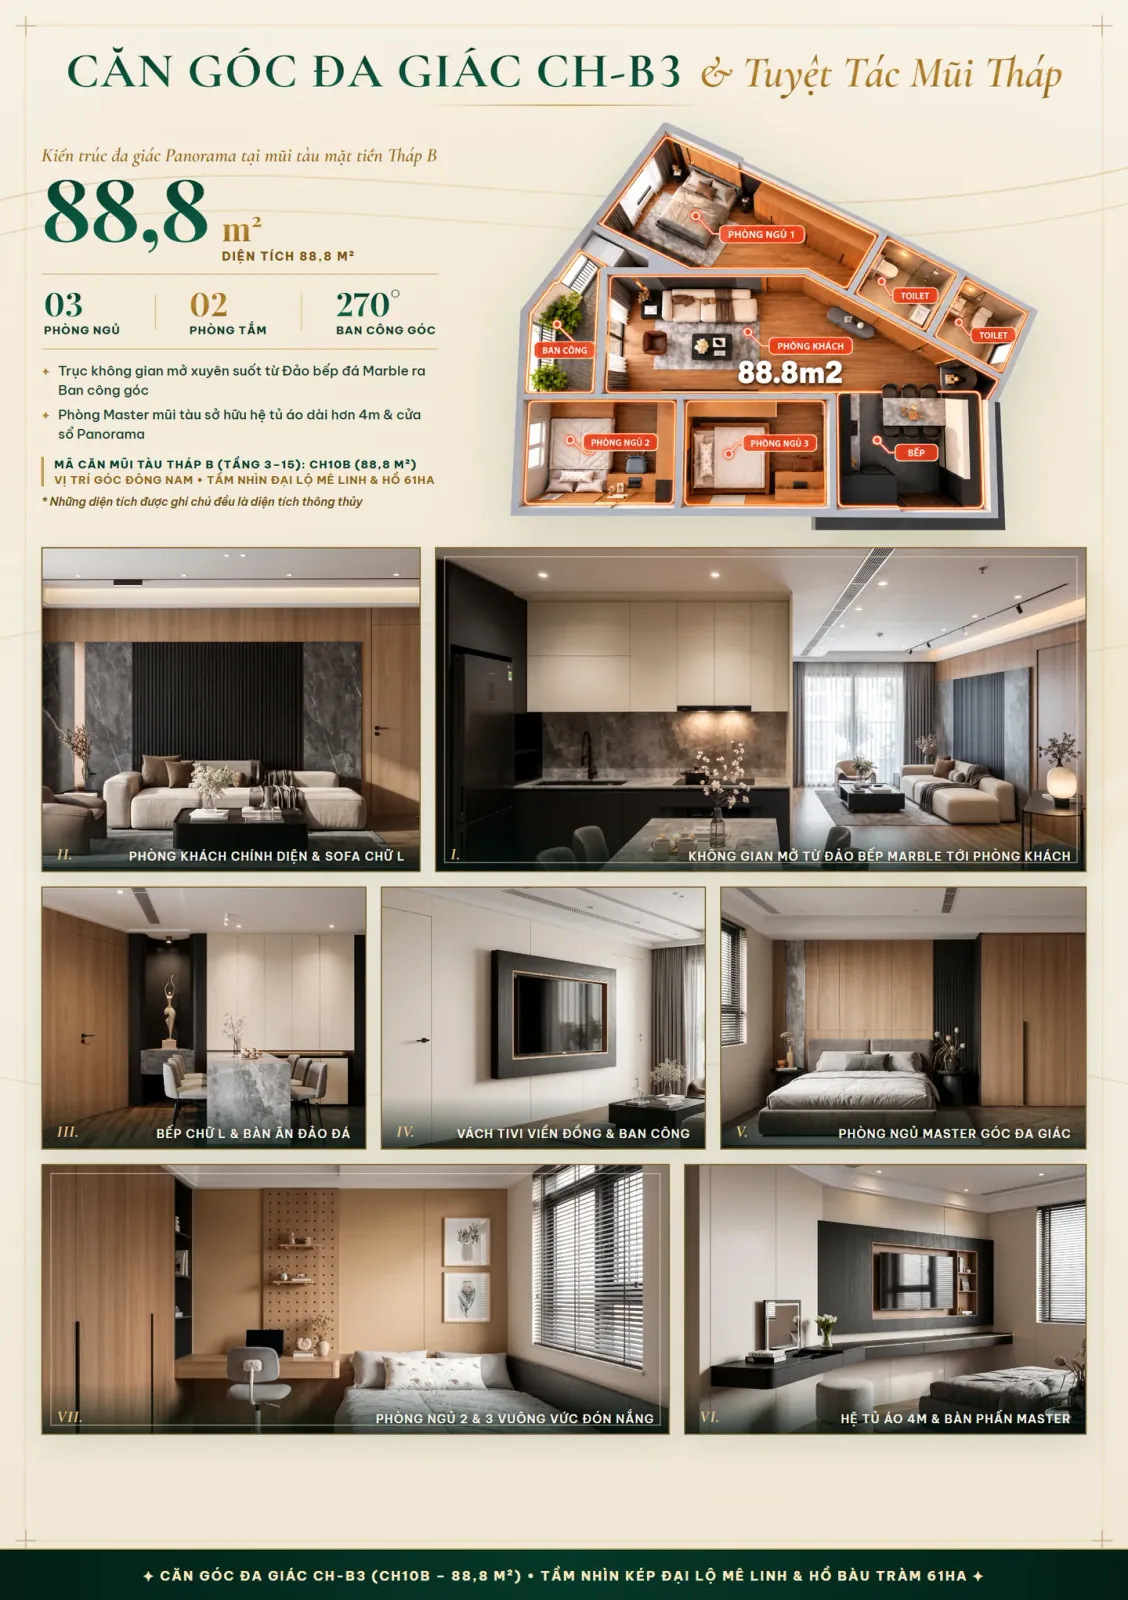 CĂN GÓC ĐA GIÁC CH-B3 & Tuyệt Tác Mũi Tháp
Kiến trúc đa giác Panorama tại mũi tàu mặt tiền Tháp B
88,8 m²
DIỆN TÍCH 88,8 M²
03
PHÒNG NGỦ
02
PHÒNG TẮM
270°
BAN CÔNG GÓC
Trục không gian mở xuyên suốt từ Đảo bếp đá Marble ra
Ban công góc
Phòng Master mũi tàu sở hữu hệ tủ áo dài hơn 4m & cửa
sổ Panorama
MÃ CĂN MŨI TÀU THÁP B (TẦNG 3-15): CH10B (88,8 M²)
VỊ TRÍ GÓC ĐÔNG NAM • TẦM NHÌN ĐẠI LỘ MÊ LINH & HỒ 61HA
* Những diện tích được ghi chú đều là diện tích thông thủy
PHÒNG NGỦ 1
TOILET
TOILET
BAN CÔNG
PHÒNG KHÁCH
88.8m2
PHÒNG NGỦ 2
PHÒNG NGỦ 3
BẾP
II. PHÒNG KHÁCH CHÍNH DIỆN & SOFA CHỮ L
I. KHÔNG GIAN MỞ TỪ ĐẢO BẾP MARBLE TỚI PHÒNG KHÁCH
III. BẾP CHỮ L & BÀN ĂN ĐẢO ĐÁ
IV. VÁCH TIVI VIỀN ĐỒNG & BAN CÔNG
V. PHÒNG NGỦ MASTER GÓC ĐA GIÁC
VII. PHÒNG NGỦ 2 & 3 VUÔNG VỨC ĐÓN NẮNG
VI. HỆ TỦ ÁO 4M & BÀN PHẤN MASTER
CĂN GÓC ĐA GIÁC CH-B3 (CH10B – 88,8 M²) • TẦM NHÌN KÉP ĐẠI LỘ MÊ LINH & HỒ BÀU TRÀM 61HA